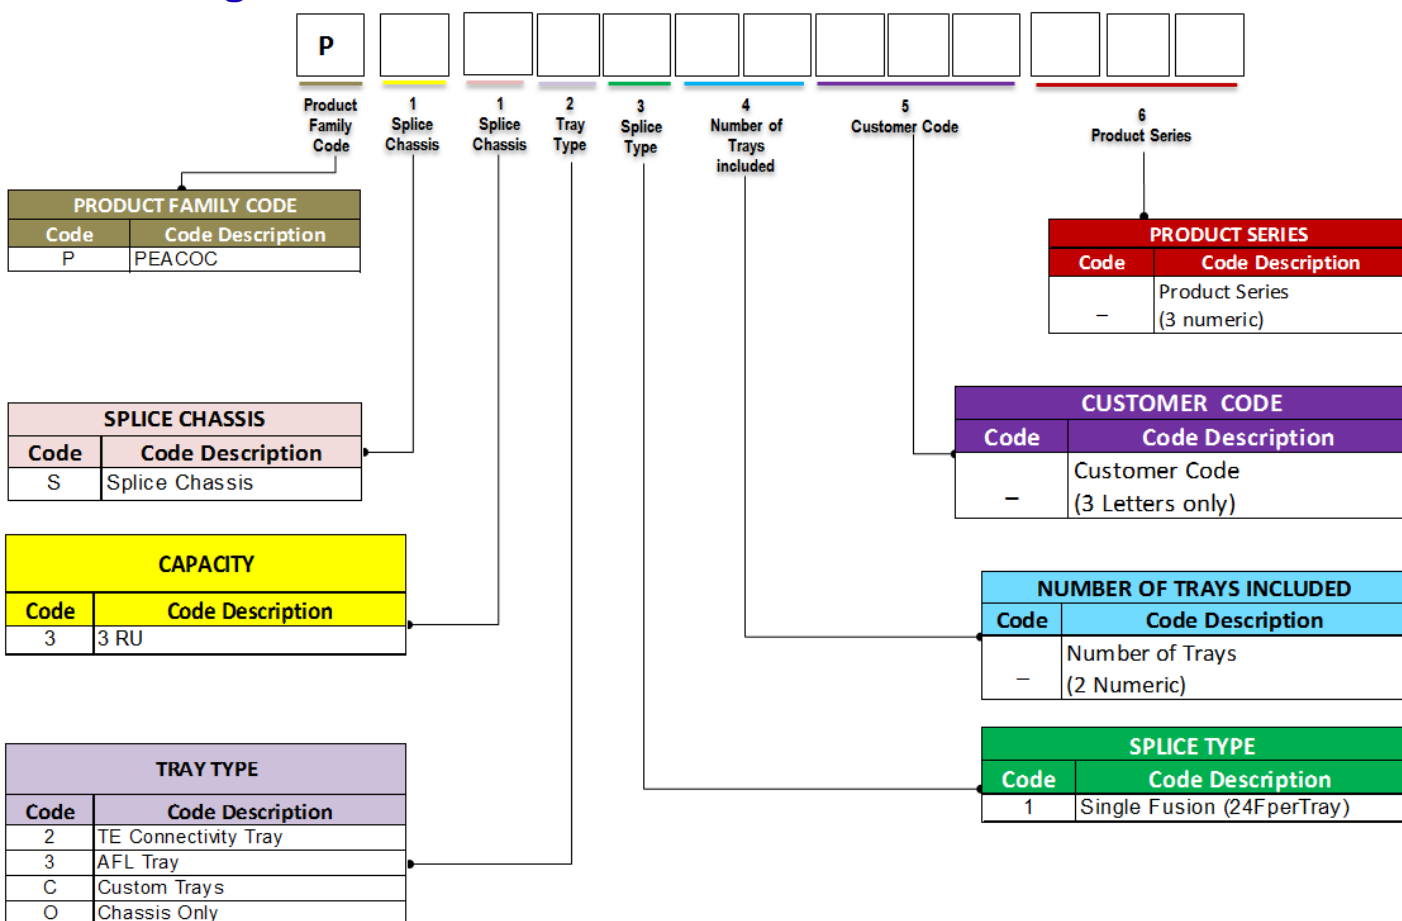 P
Product
Family
Code
1
Splice
Chassis
1
Splice
Chassis
2
Tray
Type
3
Splice
Type
4
Number of
Trays
included
5
Customer Code
6
Product Series
PRODUCT FAMILY CODE
Code Code Description
P PEACOC
PRODUCT SERIES
Code Code Description
_ Product Series
(3 numeric)
SPLICE CHASSIS
Code Code Description
S Splice Chassis
CUSTOMER CODE
Code Code Description
_ Customer Code
(3 Letters only)
CAPACITY
Code Code Description
3 3 RU
NUMBER OF TRAYS INCLUDED
Code Code Description
_ Number of Trays
(2 Numeric)
TRAY TYPE
Code Code Description
2 TE Connectivity Tray
3 AFL Tray
C Custom Trays
O Chassis Only
SPLICE TYPE
Code Code Description
1 Single Fusion (24FperTray)